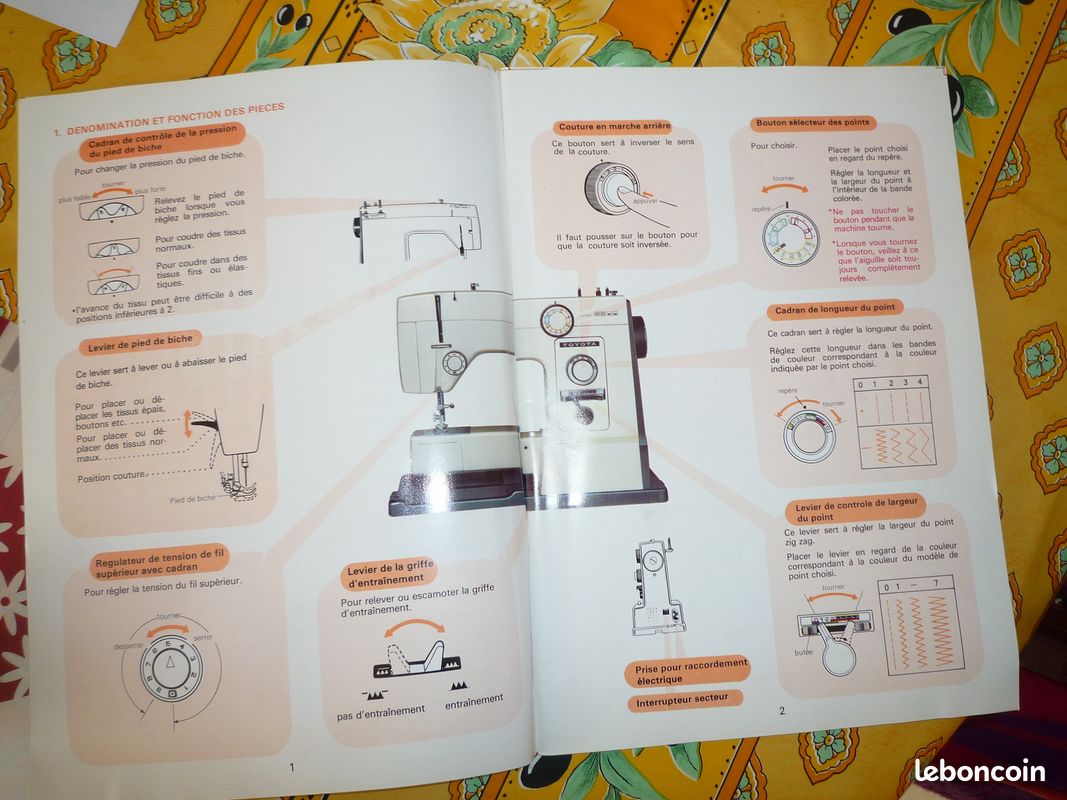 1. DENOMINATION ET FONCTION DES PIECES
Cadran de contrôle de la pression
du pied de biche
Pour changer la pression du pied de biche.
tourner
plus faible
plus forte
Relevez le pied de
biche lorsque vous
règlez la pression.
Pour coudre des tissus
normaux.
Pour coudre dans des
tissus fins ou élas-
tiques.
*l'avance du tissu peut être difficile à des
positions inférieures à 2.
Levier de pied de biche
Ce levier sert à lever ou à abaisser le pied
de biche.
Pour placer ou dé-
placer les tissus épais,
boutons etc.
Pour placer ou dé-
placer des tissus nor-
maux.
Position couture.
Pied de biche
Regulateur de tension de fil
supérieur avec cadran
Pour régler la tension du fil supérieur.
tourner
desserrer
serrer
Levier de la griffe
d'entraînement
Pour relever ou escamoter la griffe
d'entraînement.
pas d'entraînement
entraînement
1
Couture en marche arrière
Ce bouton sert à inverser le sens
de la couture.
appuyer
Il faut pousser sur le bouton pour
que la couture soit inversée.
TOYOTA
Prise pour raccordement
électrique
Interrupteur secteur
Bouton sélecteur des points
Pour choisir.
tourner
repère
Placer le point choisi
en regard du repère.
Règler la longueur et
la largeur du point à
l'intérieur de la bande
colorée.
*Ne pas toucher le
bouton pendant que la
machine tourne.
*Lorsque vous tournez
le bouton, veillez à ce
que l'aiguille soit tou-
jours complètement
relevée.
Cadran de longueur du point
Ce cadran sert à règler la longueur du point.
Réglez cette longueur dans les bandes
de couleur correspondant à la couleur
indiquée par le point choisi.
repère
tourner
0 1 2 3 4
Levier de controle de largeur
du point
Ce levier sert à règler la largeur du point
zig zag.
Placer le levier en regard de la couleur
correspondant à la couleur du modèle de
point choisi.
tourner
butée
0 1 — 7
2
leboncoin